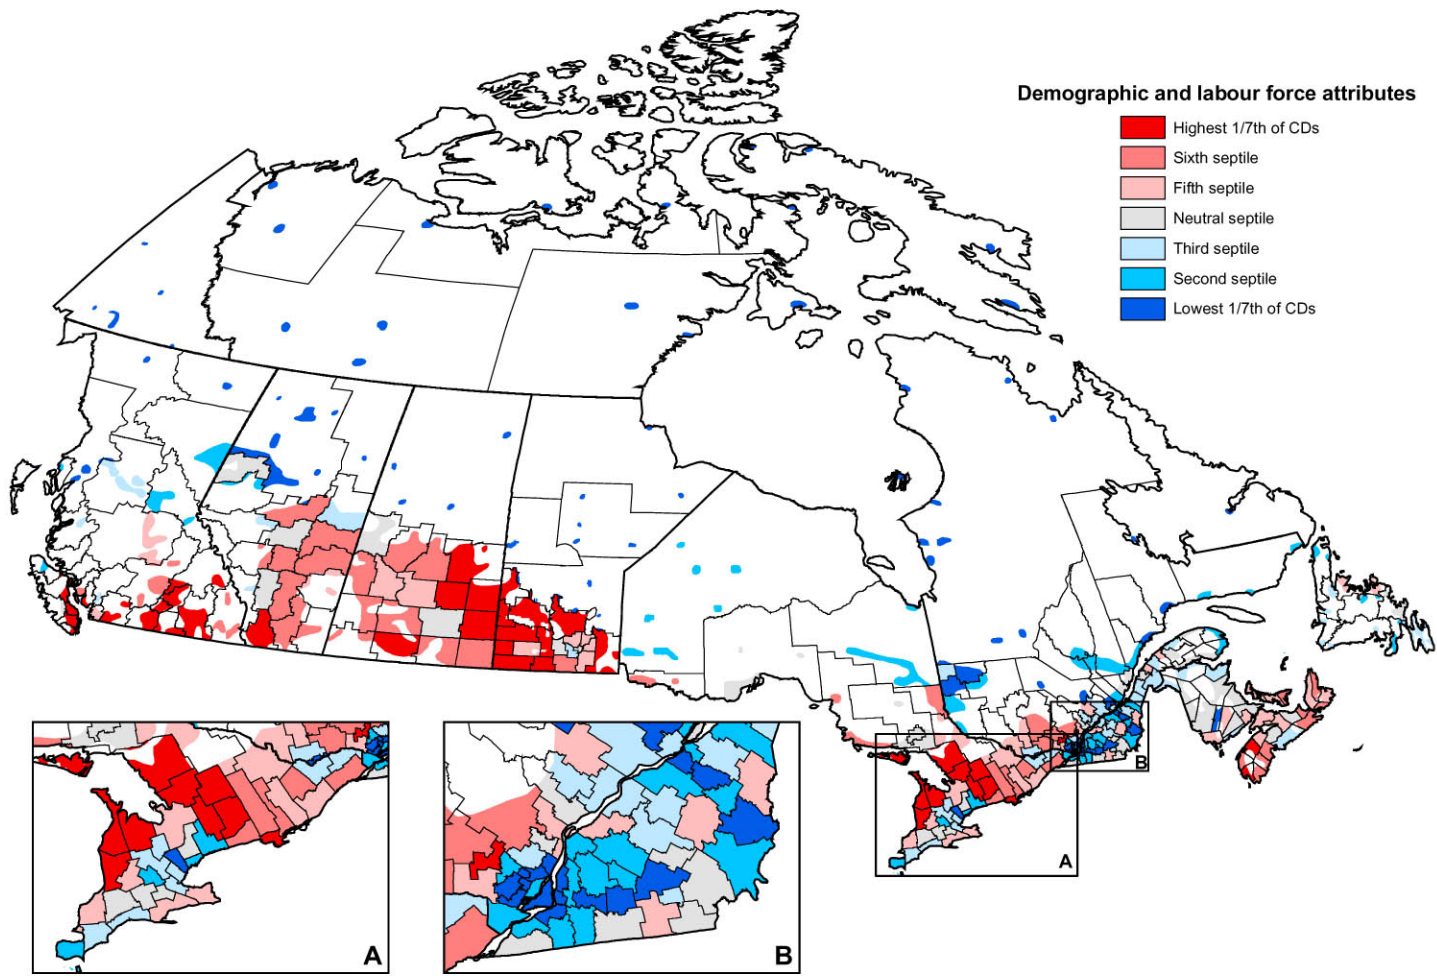 Demographic and labour force attributes
Highest 1/7th of CDs
Sixth septile
Fifth septile
Neutral septile
Third septile
Second septile
Lowest 1/7th of CDs
B
A
A
B